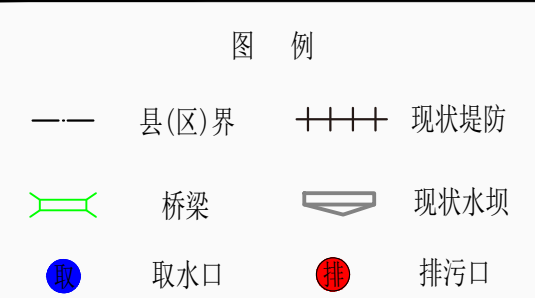 图 例
县(区)界 现状堤防
桥梁 现状水坝
取 取水口 排 排污口